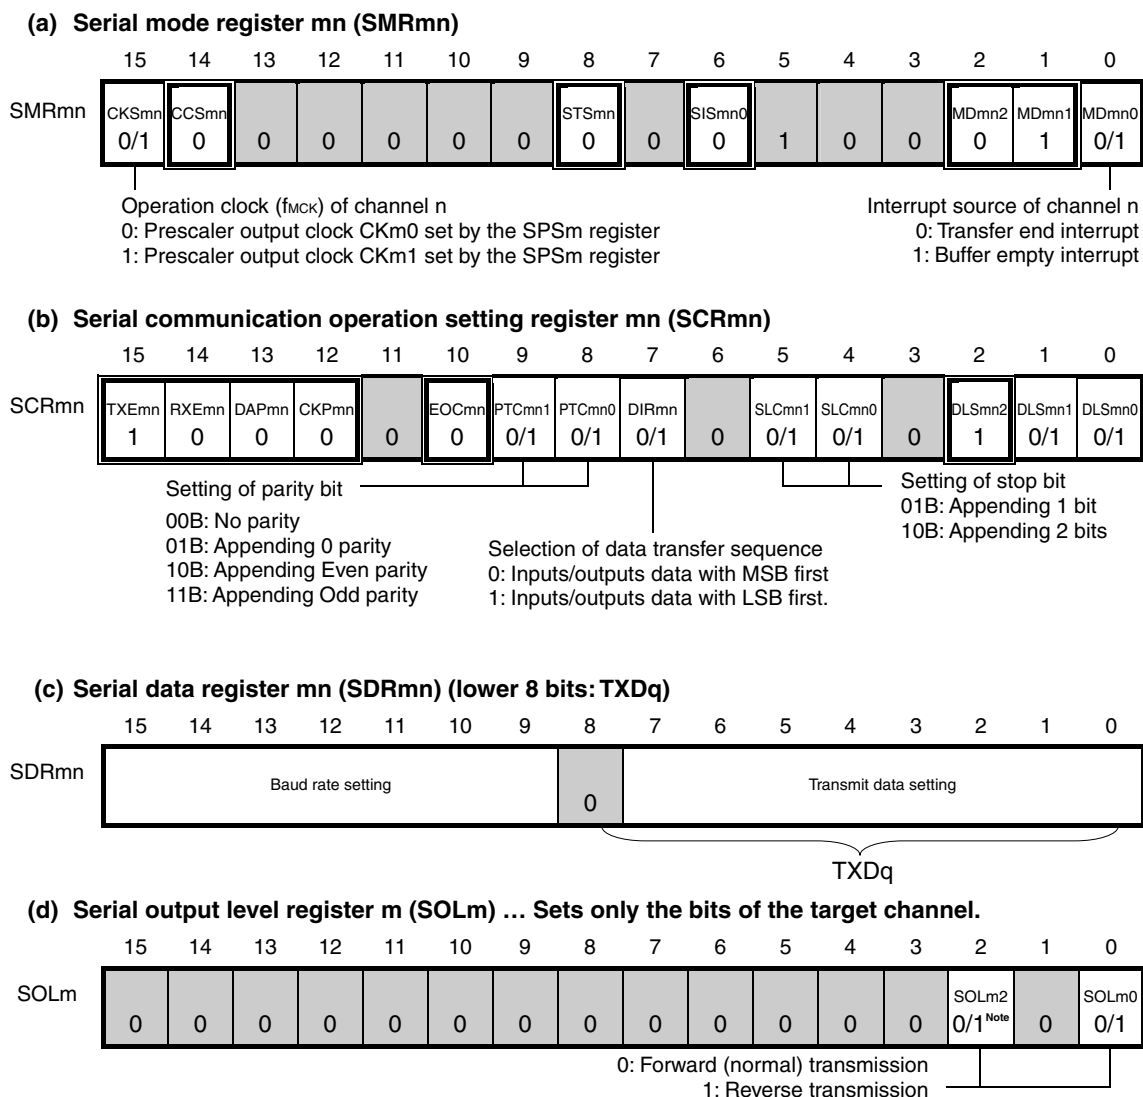 (a) Serial mode register mn (SMRmn)
15 14 13 12 11 10 9 8 7 6 5 4 3 2 1 0
SMRmn
CKSmn CCSmn STSmn SISmn0 MDmn2 MDmn1 MDmn0
0/1 0 0 0 0 0 0 0 0 0 1 0 0 0 1 0/1
Operation clock (fMCK) of channel n
0: Prescaler output clock CKm0 set by the SPSm register
1: Prescaler output clock CKm1 set by the SPSm register
Interrupt source of channel n
0: Transfer end interrupt
1: Buffer empty interrupt
(b) Serial communication operation setting register mn (SCRmn)
15 14 13 12 11 10 9 8 7 6 5 4 3 2 1 0
SCRmn
TXEmn RXEmn DAPmn CKPmn EOCmn PTCmn1 PTCmn0 DIRmn SLCmn1 SLCmn0 DLSmn2 DLSmn1 DLSmn0
1 0 0 0 0 0 0/1 0/1 0/1 0 0/1 0/1 0 1 0/1 0/1
Setting of parity bit
00B: No parity
01B: Appending 0 parity
10B: Appending Even parity
11B: Appending Odd parity
Selection of data transfer sequence
0: Inputs/outputs data with MSB first
1: Inputs/outputs data with LSB first.
Setting of stop bit
01B: Appending 1 bit
10B: Appending 2 bits
(c) Serial data register mn (SDRmn) (lower 8 bits: TXDq)
15 14 13 12 11 10 9 8 7 6 5 4 3 2 1 0
SDRmn
Baud rate setting
0
Transmit data setting
TXDq
(d) Serial output level register m (SOLm) … Sets only the bits of the target channel.
15 14 13 12 11 10 9 8 7 6 5 4 3 2 1 0
SOLm
SOLm2 SOLm0
0 0 0 0 0 0 0 0 0 0 0 0 0 0/1Note 0 0/1
0: Forward (normal) transmission
1: Reverse transmission